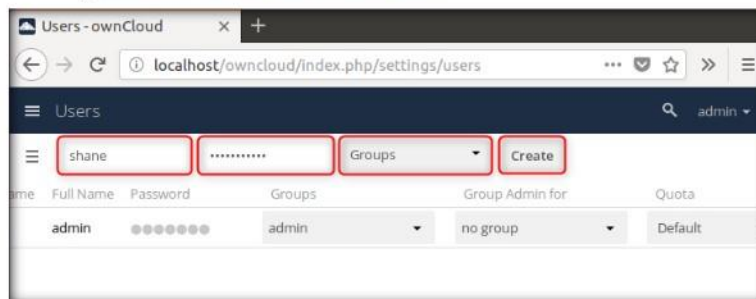 Users - ownCloud × +
localhost/owncloud/index.php/settings/users
Users admin
shane ••••••••••• Groups Create
ame Full Name Password Groups Group Admin for Quota
admin ●●●●●●● admin no group Default